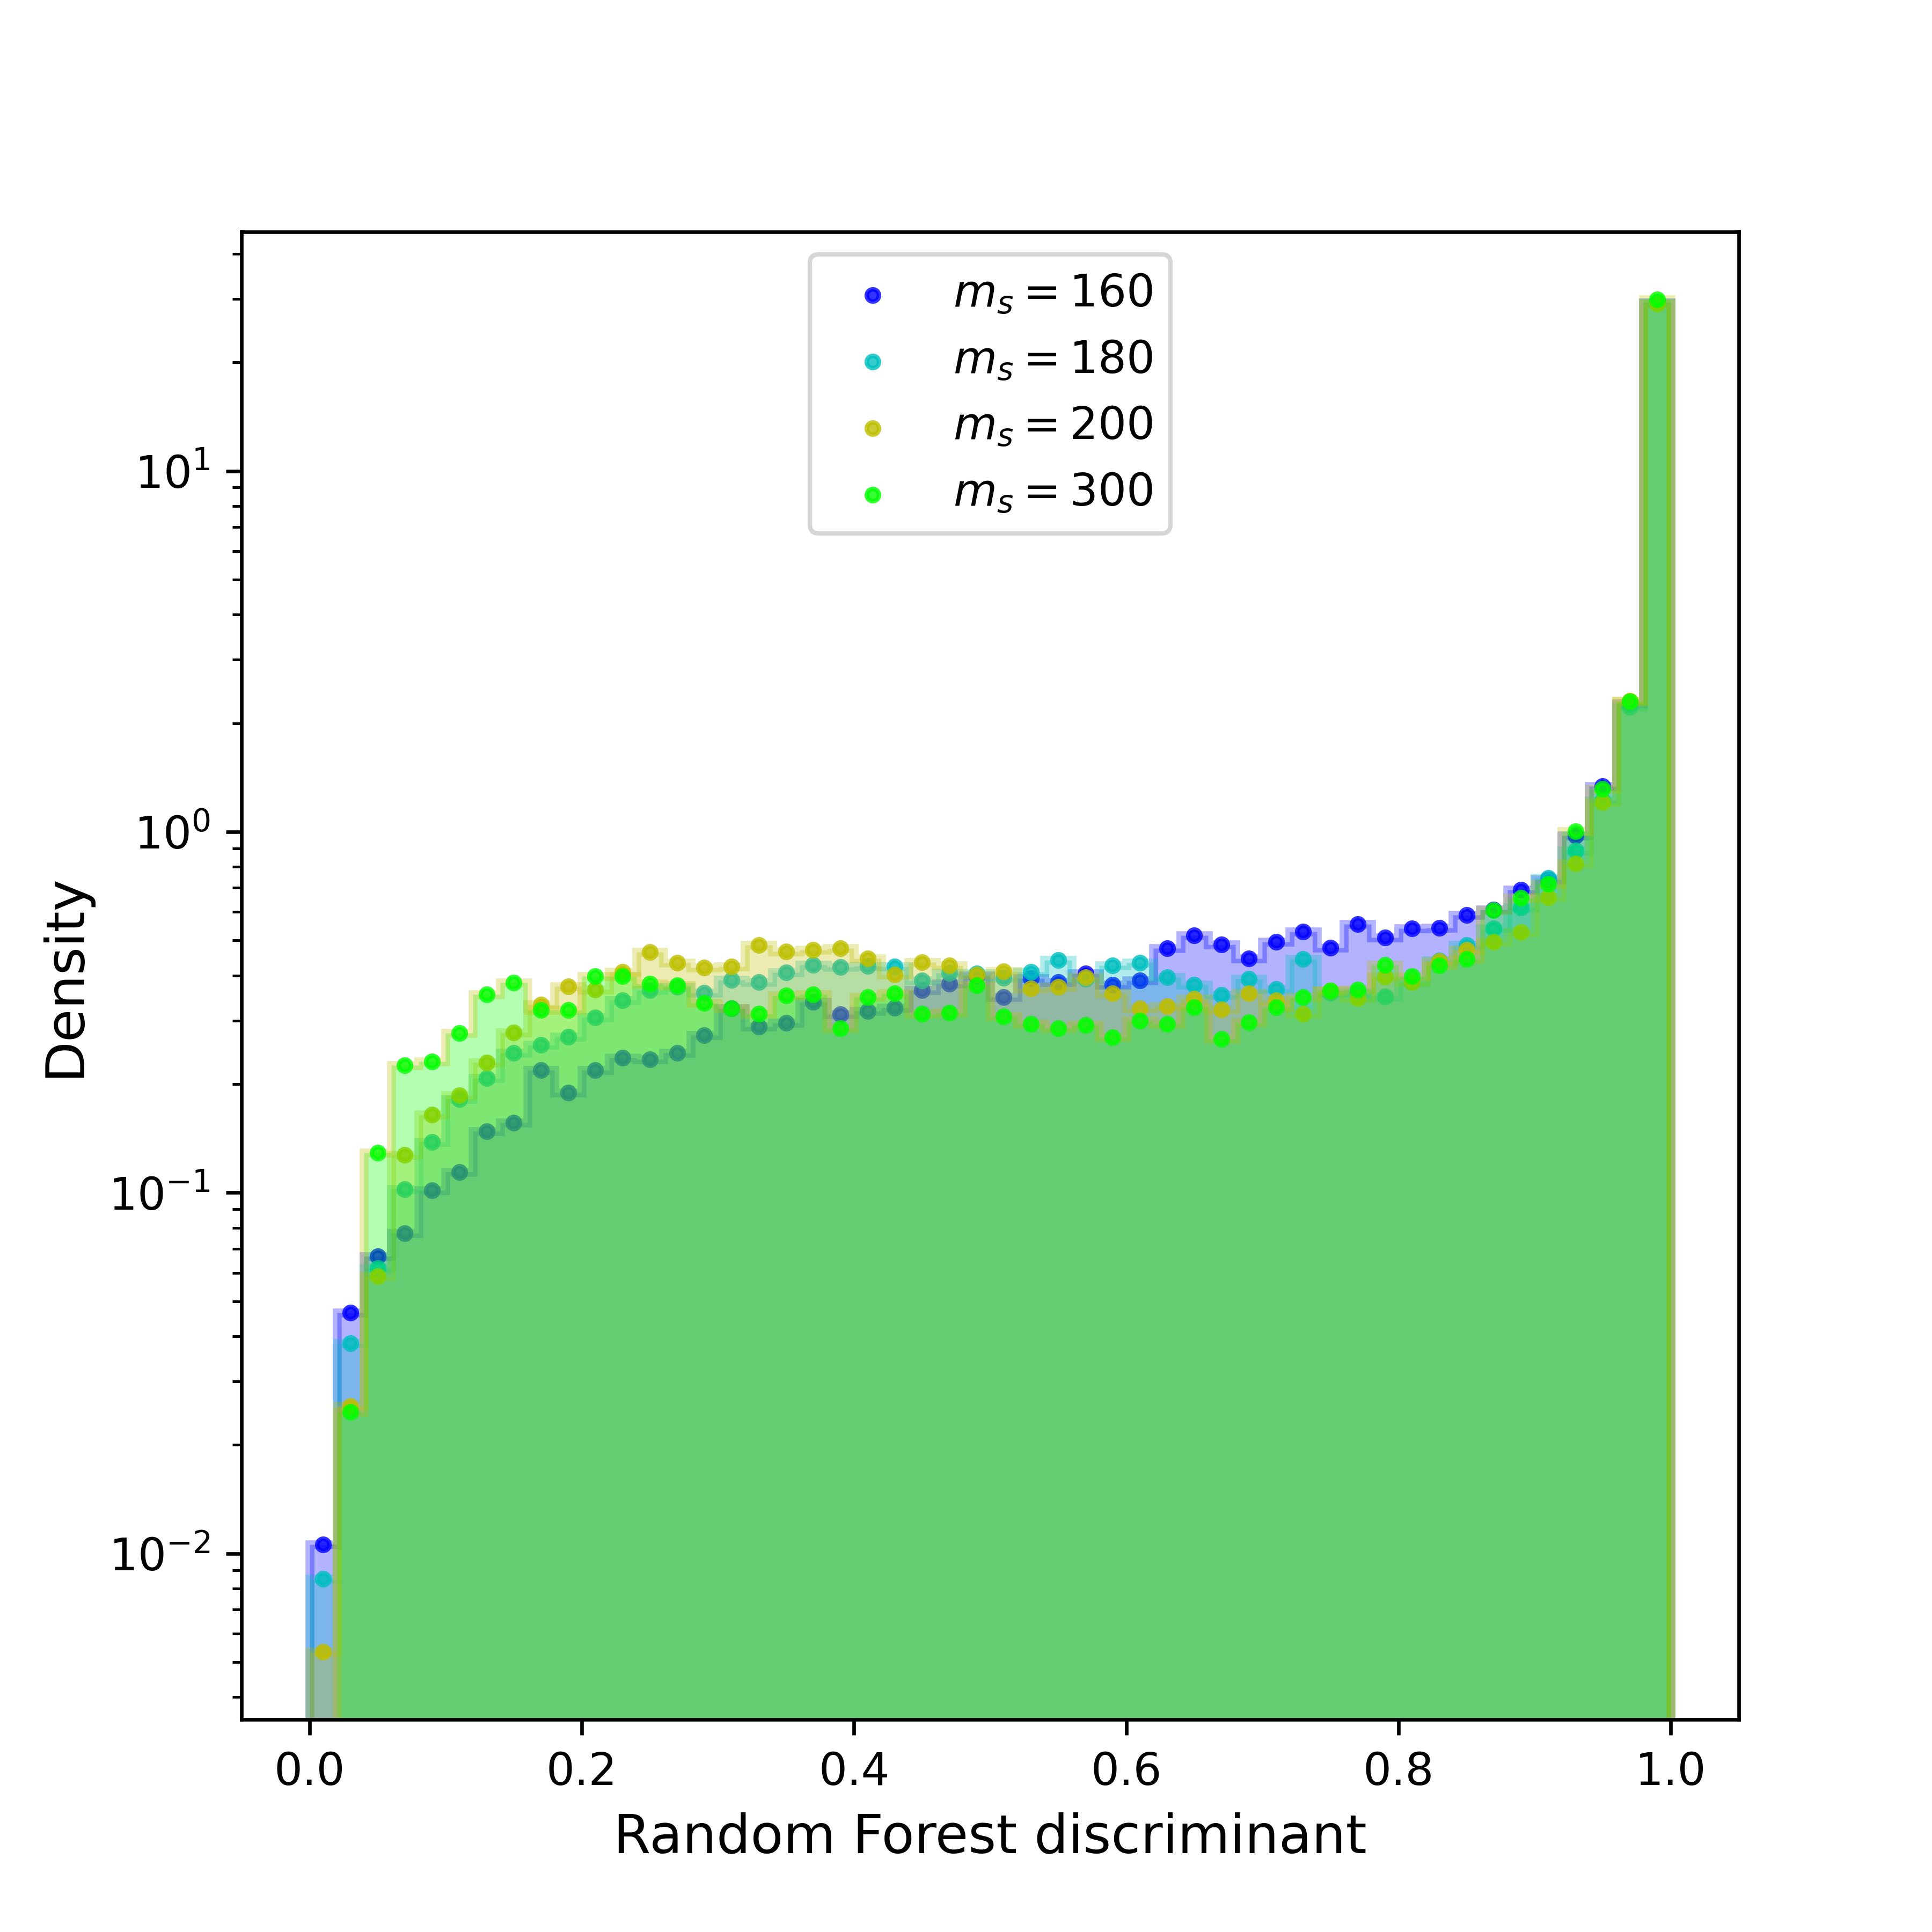 m_s = 160
m_s = 180
m_s = 200
m_s = 300
10^1
10^0
10^−1
10^−2
Density
0.0 0.2 0.4 0.6 0.8 1.0
Random Forest discriminant